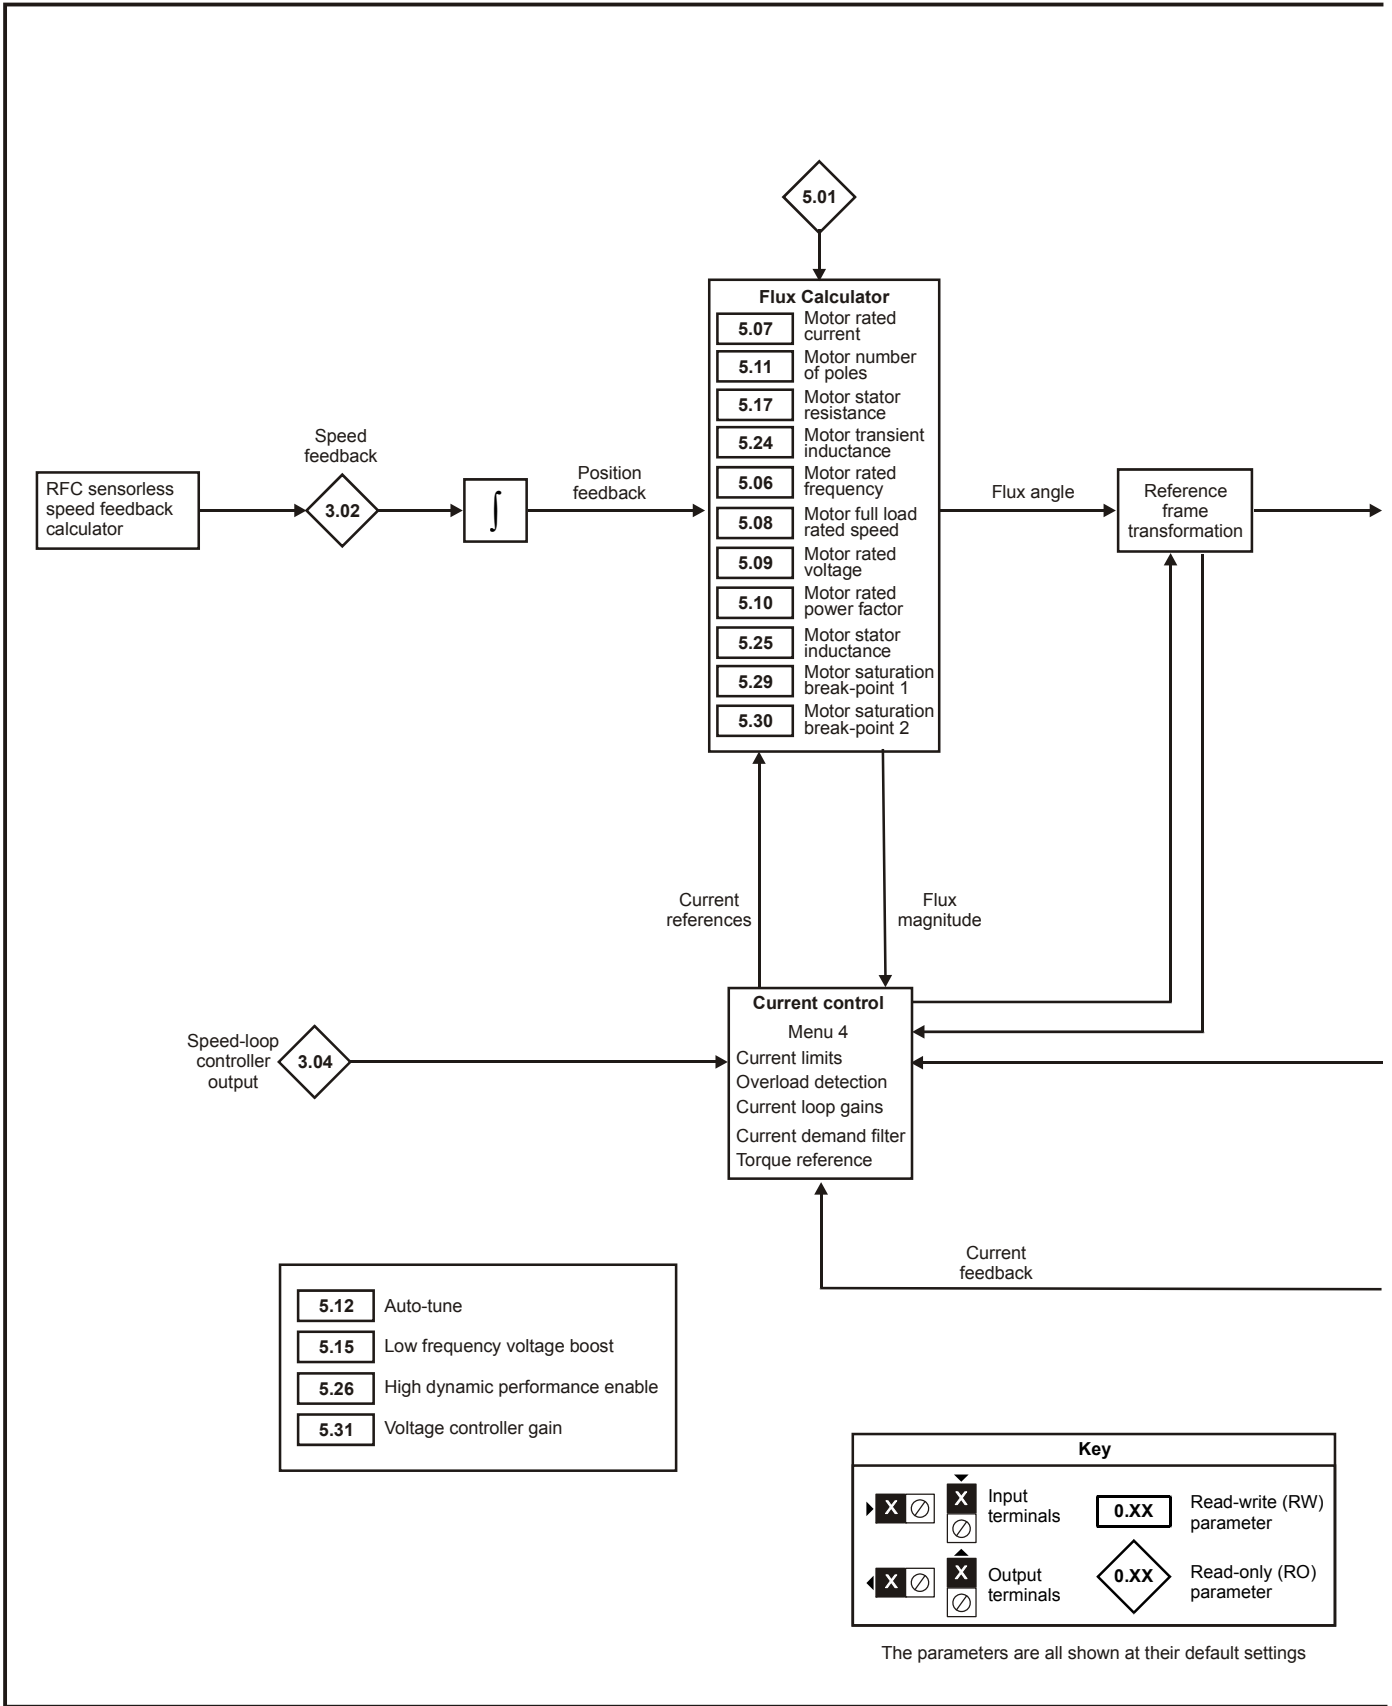 5.01
Flux Calculator
5.07 Motor rated
current
5.11 Motor number
of poles
5.17 Motor stator
resistance
5.24 Motor transient
inductance
5.06 Motor rated
frequency
5.08 Motor full load
rated speed
5.09 Motor rated
voltage
5.10 Motor rated
power factor
5.25 Motor stator
inductance
5.29 Motor saturation
break-point 1
5.30 Motor saturation
break-point 2
RFC sensorless
speed feedback
calculator
Speed
feedback
3.02
∫
Position
feedback
Flux angle
Reference
frame
transformation
Current
references
Flux
magnitude
Speed-loop
controller
output
3.04
Current control
Menu 4
Current limits
Overload detection
Current loop gains
Current demand filter
Torque reference
Current
feedback
5.12 Auto-tune
5.15 Low frequency voltage boost
5.26 High dynamic performance enable
5.31 Voltage controller gain
Key
X X Input
terminals
0.XX Read-write (RW)
parameter
X X Output
terminals
0.XX Read-only (RO)
parameter
The parameters are all shown at their default settings